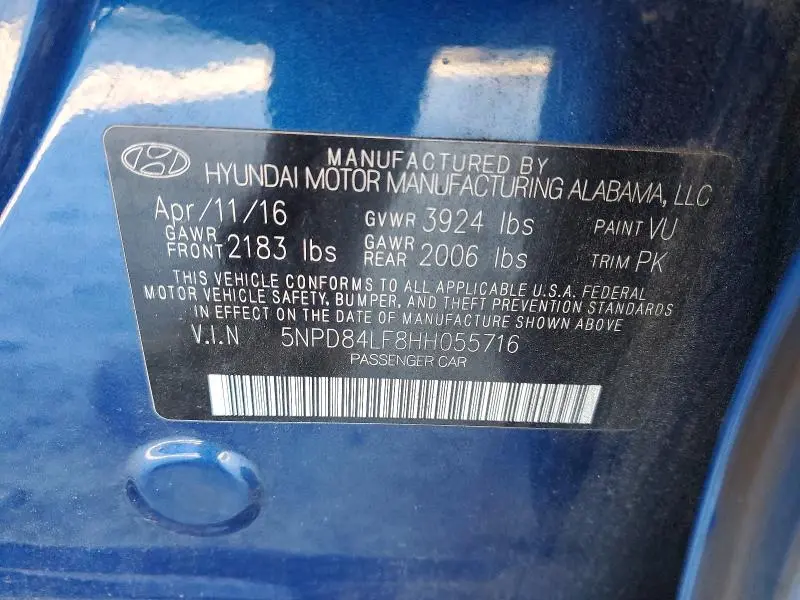 MANUFACTURED BY
HYUNDAI MOTOR MANUFACTURING ALABAMA, LLC
Apr/11/16 GVWR 3924 lbs PAINT VU
GAWR FRONT 2183 lbs GAWR REAR 2006 lbs TRIM PK
THIS VEHICLE CONFORMS TO ALL APPLICABLE U.S.A. FEDERAL
MOTOR VEHICLE SAFETY, BUMPER, AND THEFT PREVENTION STANDARDS
IN EFFECT ON THE DATE OF MANUFACTURE SHOWN ABOVE
V.I.N 5NPD84LF8HH055716
PASSENGER CAR